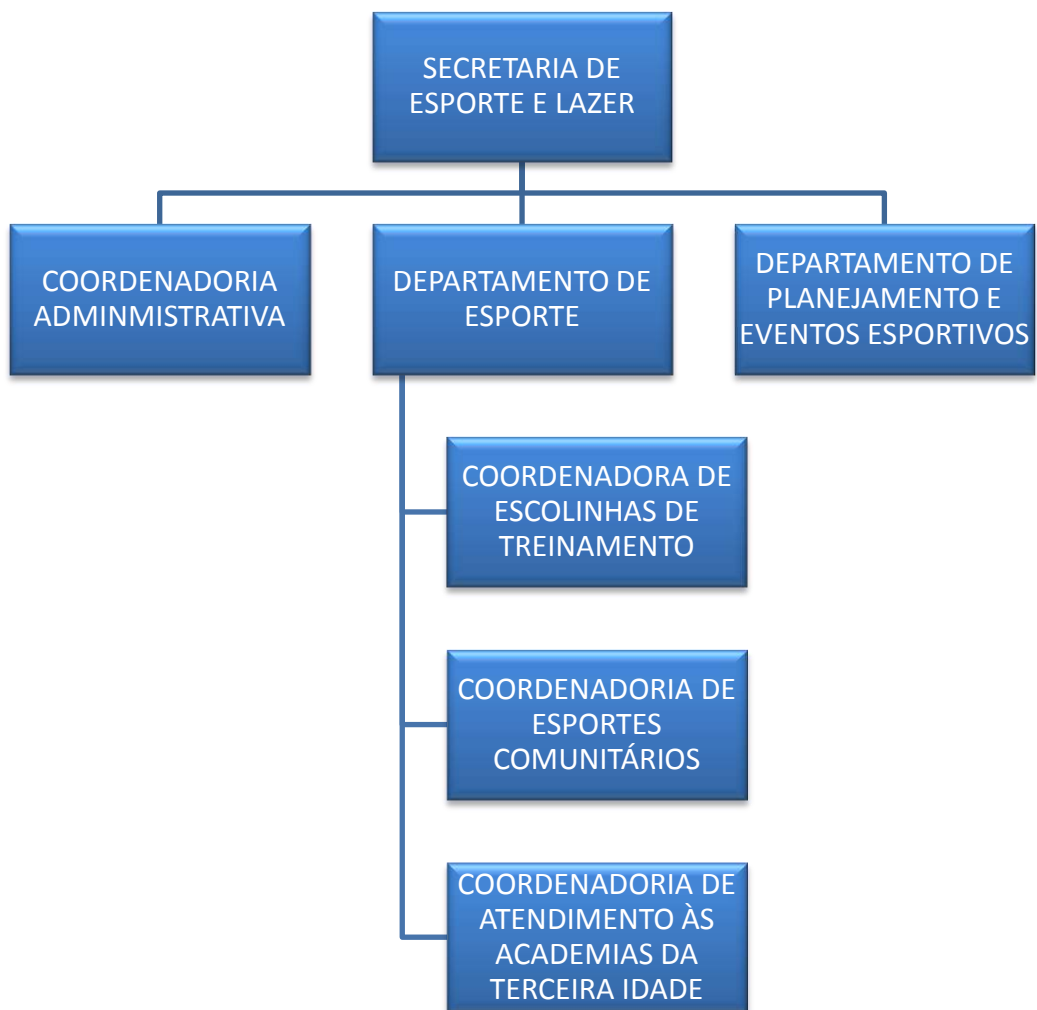 SECRETARIA DE
ESPORTE E LAZER
COORDENADORIA
ADMINMISTRATIVA
DEPARTAMENTO DE
ESPORTE
DEPARTAMENTO DE
PLANEJAMENTO E
EVENTOS ESPORTIVOS
COORDENADORA DE
ESCOLINHAS DE
TREINAMENTO
COORDENADORIA DE
ESPORTES
COMUNITÁRIOS
COORDENADORIA DE
ATENDIMENTO ÀS
ACADEMIAS DA
TERCEIRA IDADE